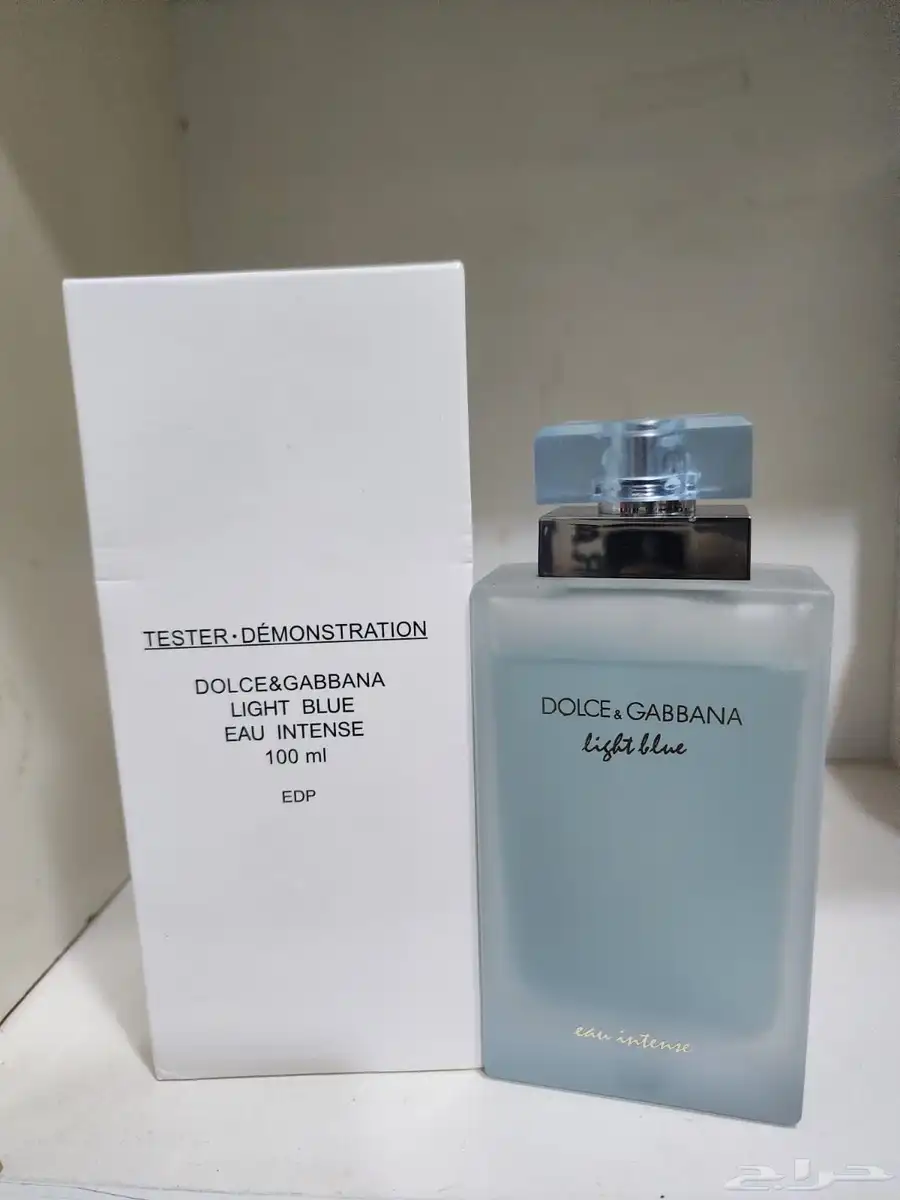 TESTER·DÉMONSTRATION
DOLCE&GABBANA
LIGHT BLUE
EAU INTENSE
100 ml
EDP
DOLCE&GABBANA
light blue
eau intense
حراج